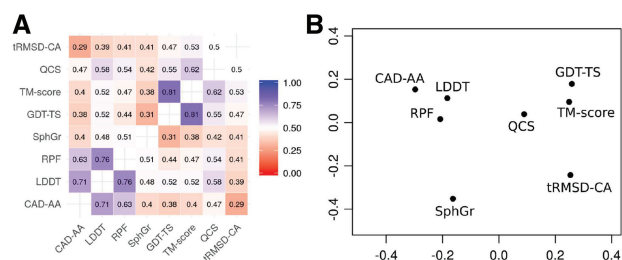 A
tRMSD-CA 0.29 0.39 0.41 0.41 0.47 0.53 0.5
QCS 0.47 0.58 0.54 0.42 0.55 0.62 0.5
TM-score 0.4 0.52 0.47 0.38 0.81 0.62 0.53
GDT-TS 0.38 0.52 0.44 0.31 0.81 0.55 0.47
SphGr 0.4 0.48 0.51 0.31 0.38 0.42 0.41
RPF 0.63 0.76 0.51 0.44 0.47 0.54 0.41
LDDT 0.71 0.76 0.48 0.52 0.52 0.58 0.39
CAD-AA 0.71 0.63 0.4 0.38 0.4 0.47 0.29
CAD-AA LDDT RPF SphGr GDT-TS TM-score QCS tRMSD-CA
1.00
0.75
0.50
0.25
0.00
B
0.4
0.2
0.0
-0.2
-0.4
CAD-AA
LDDT
RPF
GDT-TS
TM-score
QCS
tRMSD-CA
SphGr
-0.4 -0.2 0.0 0.2 0.4